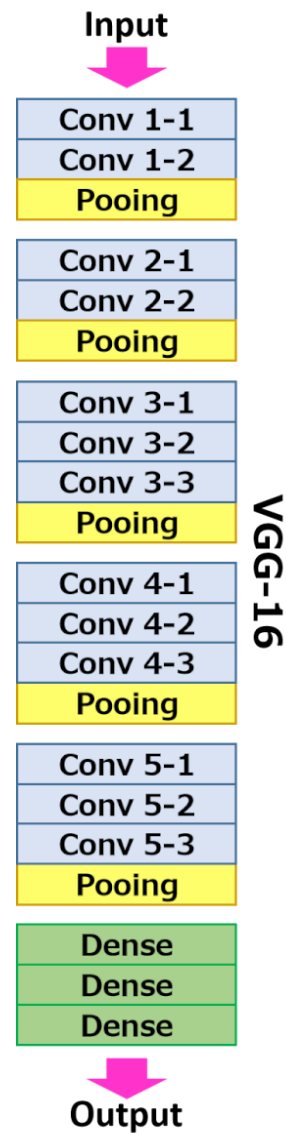 Input
Conv 1-1
Conv 1-2
Pooing
Conv 2-1
Conv 2-2
Pooing
Conv 3-1
Conv 3-2
Conv 3-3
Pooing
Conv 4-1
Conv 4-2
Conv 4-3
Pooing
Conv 5-1
Conv 5-2
Conv 5-3
Pooing
Dense
Dense
Dense
Output
VGG-16